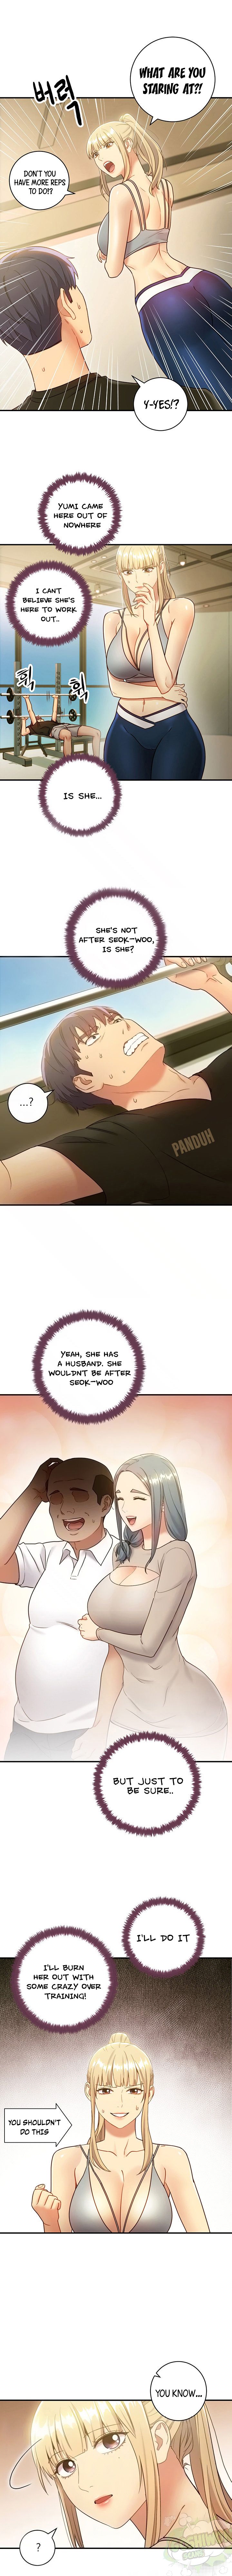 WHAT ARE YOU
STARING AT?!
버럭
DON'T YOU
HAVE MORE REPS
TO DO!?
Y-YES!?
YUMI CAME
HERE OUT OF
NOWHERE
I CAN'T
BELIEVE SHE'S
HERE TO WORK
OUT..
훅
훅
IS SHE...
SHE'S NOT
AFTER SEOK-WOO,
IS SHE?
...?
PANDUH
YEAH, SHE HAS
A HUSBAND. SHE
WOULDN'T BE AFTER
SEOK-WOO
BUT JUST TO
BE SURE..
I'LL DO IT
I'LL BURN
HER OUT WITH
SOME CRAZY OVER
TRAINING!
YOU SHOULDN'T
DO THIS
YOU KNOW...
?